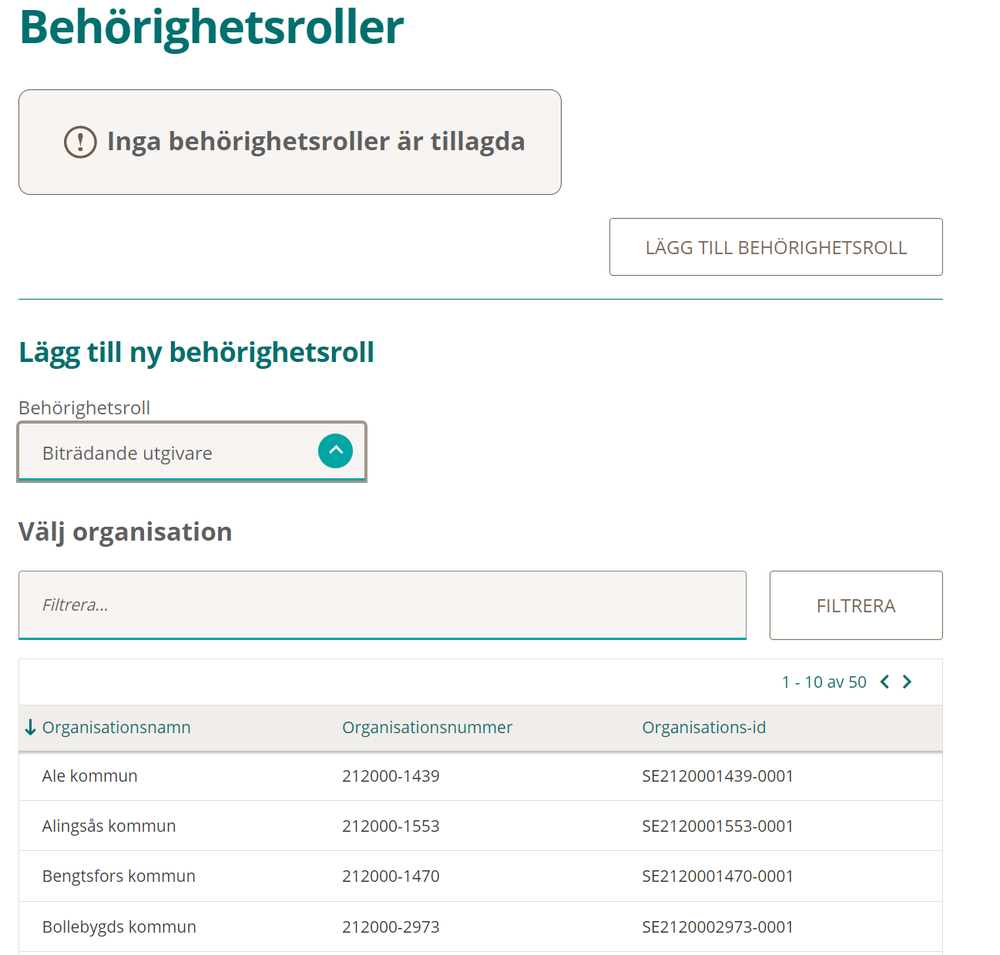 Behörighetsroller
Inga behörighetsroller är tillagda
LÄGG TILL BEHÖRIGHETSROLL
Lägg till ny behörighetsroll
Behörighetsroll
Biträdande utgivare
Välj organisation
Filtrera...
FILTRERA
1 - 10 av 50
Organisationsnamn Organisationsnummer Organisations-id
Ale kommun 212000-1439 SE2120001439-0001
Alingsås kommun 212000-1553 SE2120001553-0001
Bengtsfors kommun 212000-1470 SE2120001470-0001
Bollebygds kommun 212000-2973 SE2120002973-0001